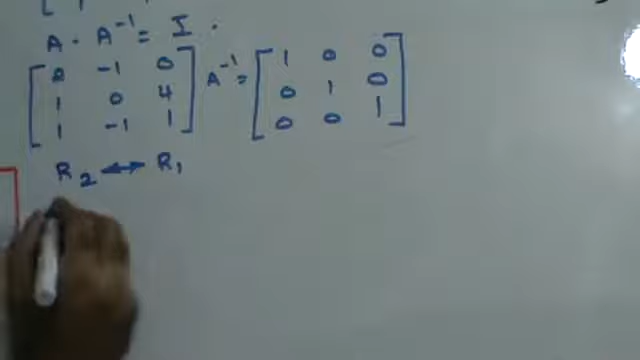 A · A⁻¹ = I .
[ 0 -1 0 ] A⁻¹ = [ 1 0 0 ]
[ 1 0 4 ] [ 0 1 0 ]
[ 1 -1 1 ] [ 0 0 1 ]
R₂ ↔ R₁